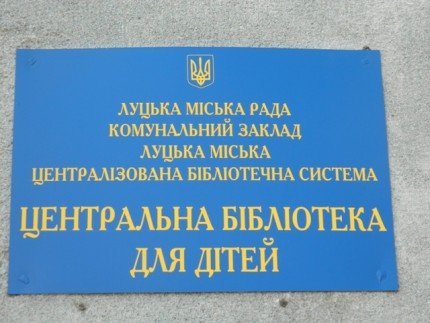 ЛУЦЬКА МІСЬКА РАДА
КОМУНАЛЬНИЙ ЗАКЛАД
ЛУЦЬКА МІСЬКА
ЦЕНТРАЛІЗОВАНА БІБЛІОТЕЧНА СИСТЕМА
ЦЕНТРАЛЬНА БІБЛІОТЕКА
ДЛЯ ДІТЕЙ